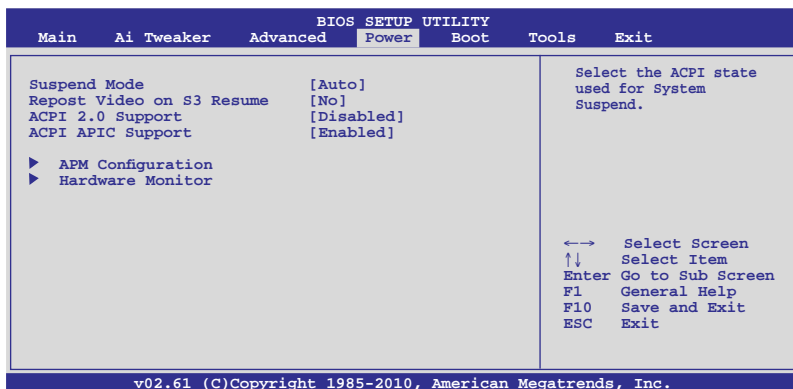 BIOS SETUP UTILITY
Main Ai Tweaker Advanced Power Boot Tools Exit
Suspend Mode [Auto]
Repost Video on S3 Resume [No]
ACPI 2.0 Support [Disabled]
ACPI APIC Support [Enabled]
APM Configuration
Hardware Monitor
Select the ACPI state
used for System
Suspend.
←→ Select Screen
↑↓ Select Item
Enter Go to Sub Screen
F1 General Help
F10 Save and Exit
ESC Exit
v02.61 (C)Copyright 1985-2010, American Megatrends, Inc.